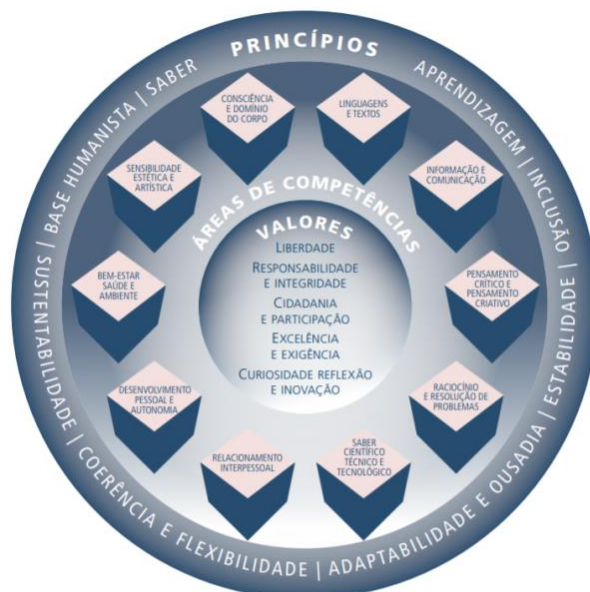 PRINCÍPIOS
BASE HUMANISTA | SABER
APRENDIZAGEM | INCLUSÃO |
ESTABILIDADE |
ADAPTABILIDADE E OUSADIA |
COERÊNCIA E FLEXIBILIDADE |
SUSTENTABILIDADE |
CONSCIÊNCIA
E DOMÍNIO
DO CORPO
LINGUAGENS
E TEXTOS
INFORMAÇÃO E
COMUNICAÇÃO
PENSAMENTO
CRÍTICO E
PENSAMENTO
CRIATIVO
RACIOCÍNIO
E RESOLUÇÃO DE
PROBLEMAS
SABER
CIENTÍFICO
TÉCNICO E
TECNOLÓGICO
RELACIONAMENTO
INTERPESSOAL
DESENVOLVIMENTO
PESSOAL E
AUTONOMIA
BEM-ESTAR
SAÚDE E
AMBIENTE
SENSIBILIDADE
ESTÉTICA E
ARTÍSTICA
ÁREAS DE COMPETÊNCIAS
VALORES
LIBERDADE
RESPONSABILIDADE
E INTEGRIDADE
CIDADANIA
E PARTICIPAÇÃO
EXCELÊNCIA
E EXIGÊNCIA
CURIOSIDADE REFLEXÃO
E INOVAÇÃO